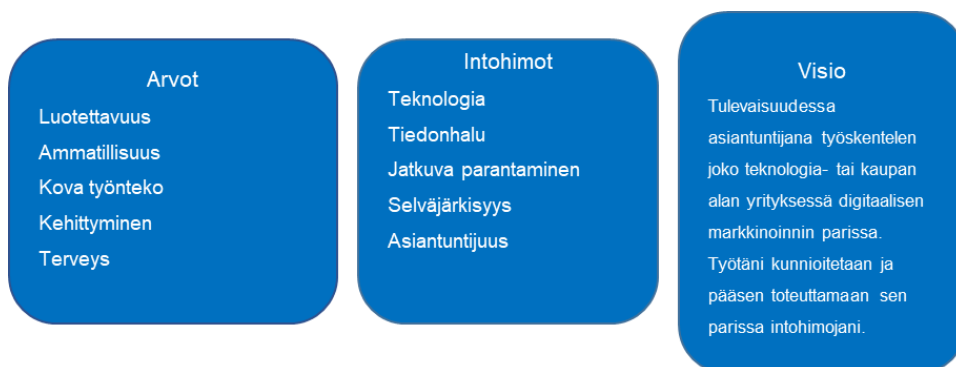 Arvot
Luotettavuus
Ammatillisuus
Kova työnteko
Kehittyminen
Terveys
Intohimot
Teknologia
Tiedonhalu
Jatkuva parantaminen
Selväjärkisyys
Asiantuntijuus
Visio
Tulevaisuudessa
asiantuntijana työskentelen
joko teknologia- tai kaupan
alan yrityksessä digitaalisen
markkinoinnin parissa.
Työtäni kunnioitetaan ja
pääsen toteuttamaan sen
parissa intohimojani.